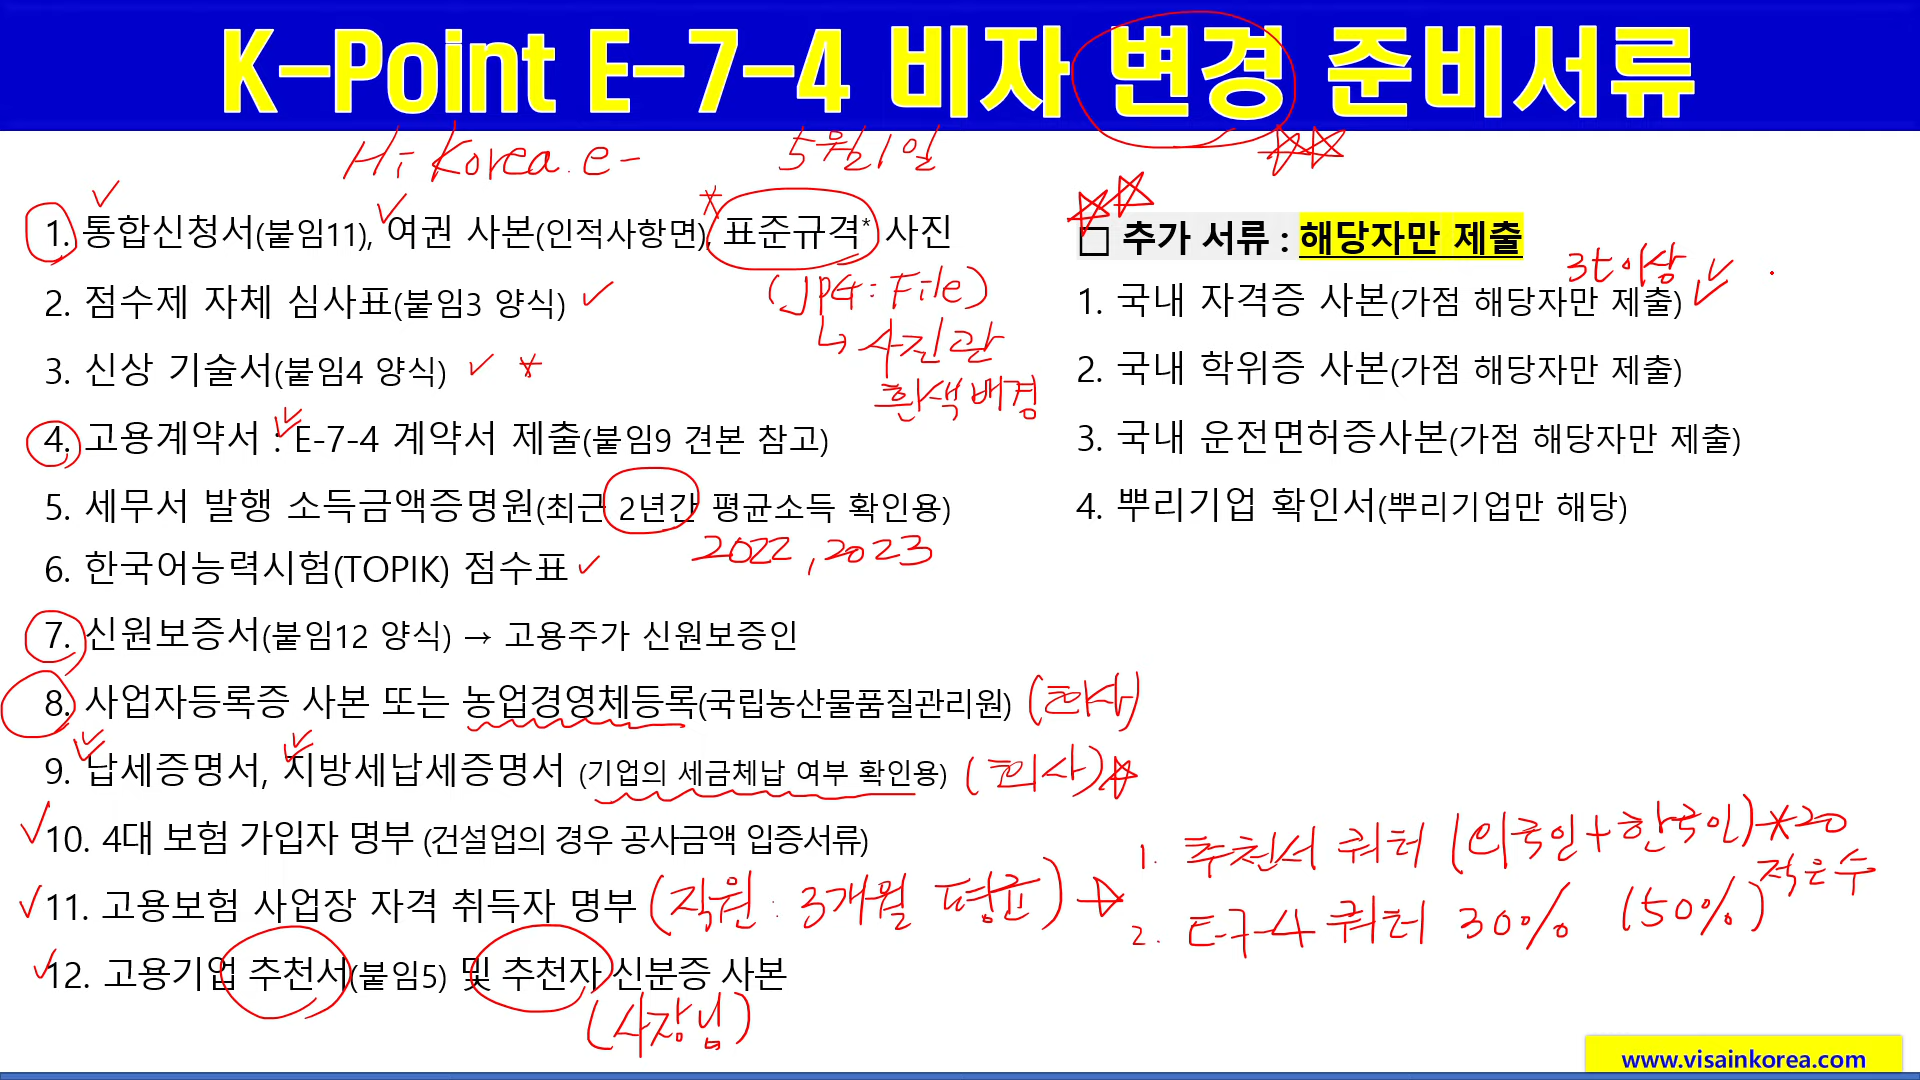 K-Point E-7-4 비자 변경 준비서류
Hi Korea. e-
5월1일
1. 통합신청서(붙임11), 여권 사본(인적사항면), 표준규격* 사진
(JPG : File)
↳ 사진관
흰색배경
2. 점수제 자체 심사표(붙임3 양식)
3. 신상 기술서(붙임4 양식)
4. 고용계약서 : E-7-4 계약서 제출(붙임9 견본 참고)
5. 세무서 발행 소득금액증명원(최근 2년간 평균소득 확인용)
2022, 2023
6. 한국어능력시험(TOPIK) 점수표
7. 신원보증서(붙임12 양식) → 고용주가 신원보증인
8. 사업자등록증 사본 또는 농업경영체등록(국립농산물품질관리원) (회사)
9. 납세증명서, 지방세납세증명서 (기업의 세금체납 여부 확인용) (회사)
10. 4대 보험 가입자 명부 (건설업의 경우 공사금액 입증서류)
11. 고용보험 사업장 자격 취득자 명부 (직원 : 3개월 평균) →
12. 고용기업 추천서(붙임5) 및 추천자 신분증 사본
(사장님)
□ 추가 서류 : 해당자만 제출
3t 이상
1. 국내 자격증 사본(가점 해당자만 제출)
2. 국내 학위증 사본(가점 해당자만 제출)
3. 국내 운전면허증사본(가점 해당자만 제출)
4. 뿌리기업 확인서(뿌리기업만 해당)
1. 추천서 쿼터 (외국인+한국인)*20
적은수
2. E-7-4 쿼터 30% (50%)
www.visainkorea.com